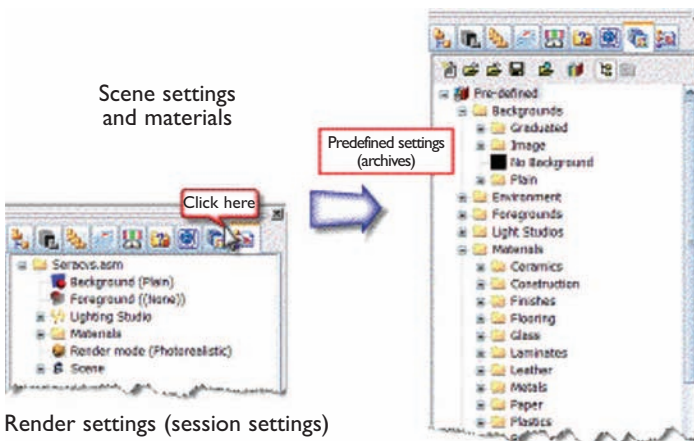 Scene settings
and materials
Click here
Seracvs.asm
Background (Plain)
Foreground ((None))
Lighting Studio
Materials
Render mode (Photorealistic)
Scene
Render settings (session settings)
Predefined settings
(archives)
Pre-defined
Backgrounds
Graduated
Image
No Background
Plain
Environment
Foregrounds
Light Studios
Materials
Ceramics
Construction
Finishes
Flooring
Glass
Laminates
Leather
Metals
Paper
Plastics